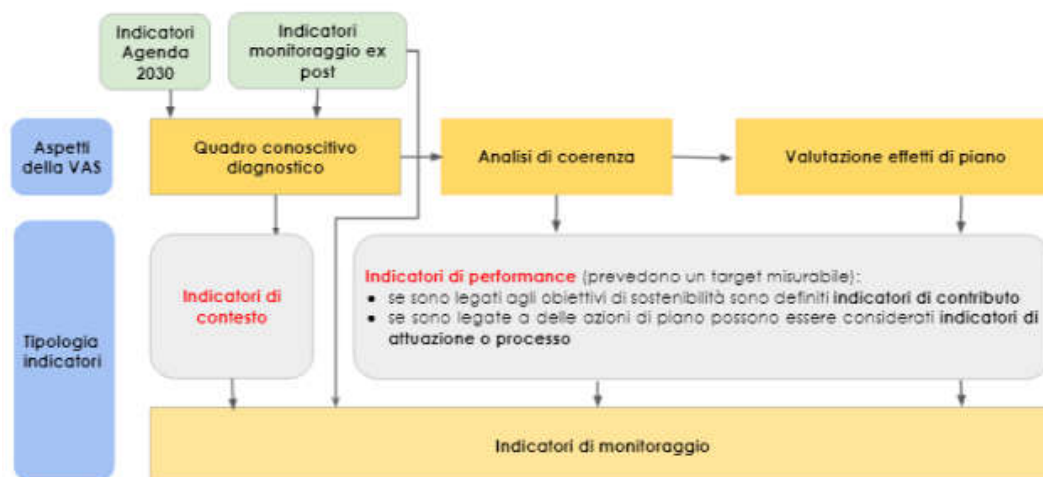 Indicatori
Agenda
2030
Indicatori
monitoraggio ex
post
Aspetti
della VAS
Quadro conoscitivo
diagnostico
Analisi di coerenza
Valutazione effetti di piano
Tipologia
indicatori
Indicatori di
contesto
Indicatori di performance (prevedono un target misurabile):
• se sono legati agli obiettivi di sostenibilità sono definiti indicatori di contributo
• se sono legate a delle azioni di piano possono essere considerati indicatori di
attuazione o processo
Indicatori di monitoraggio